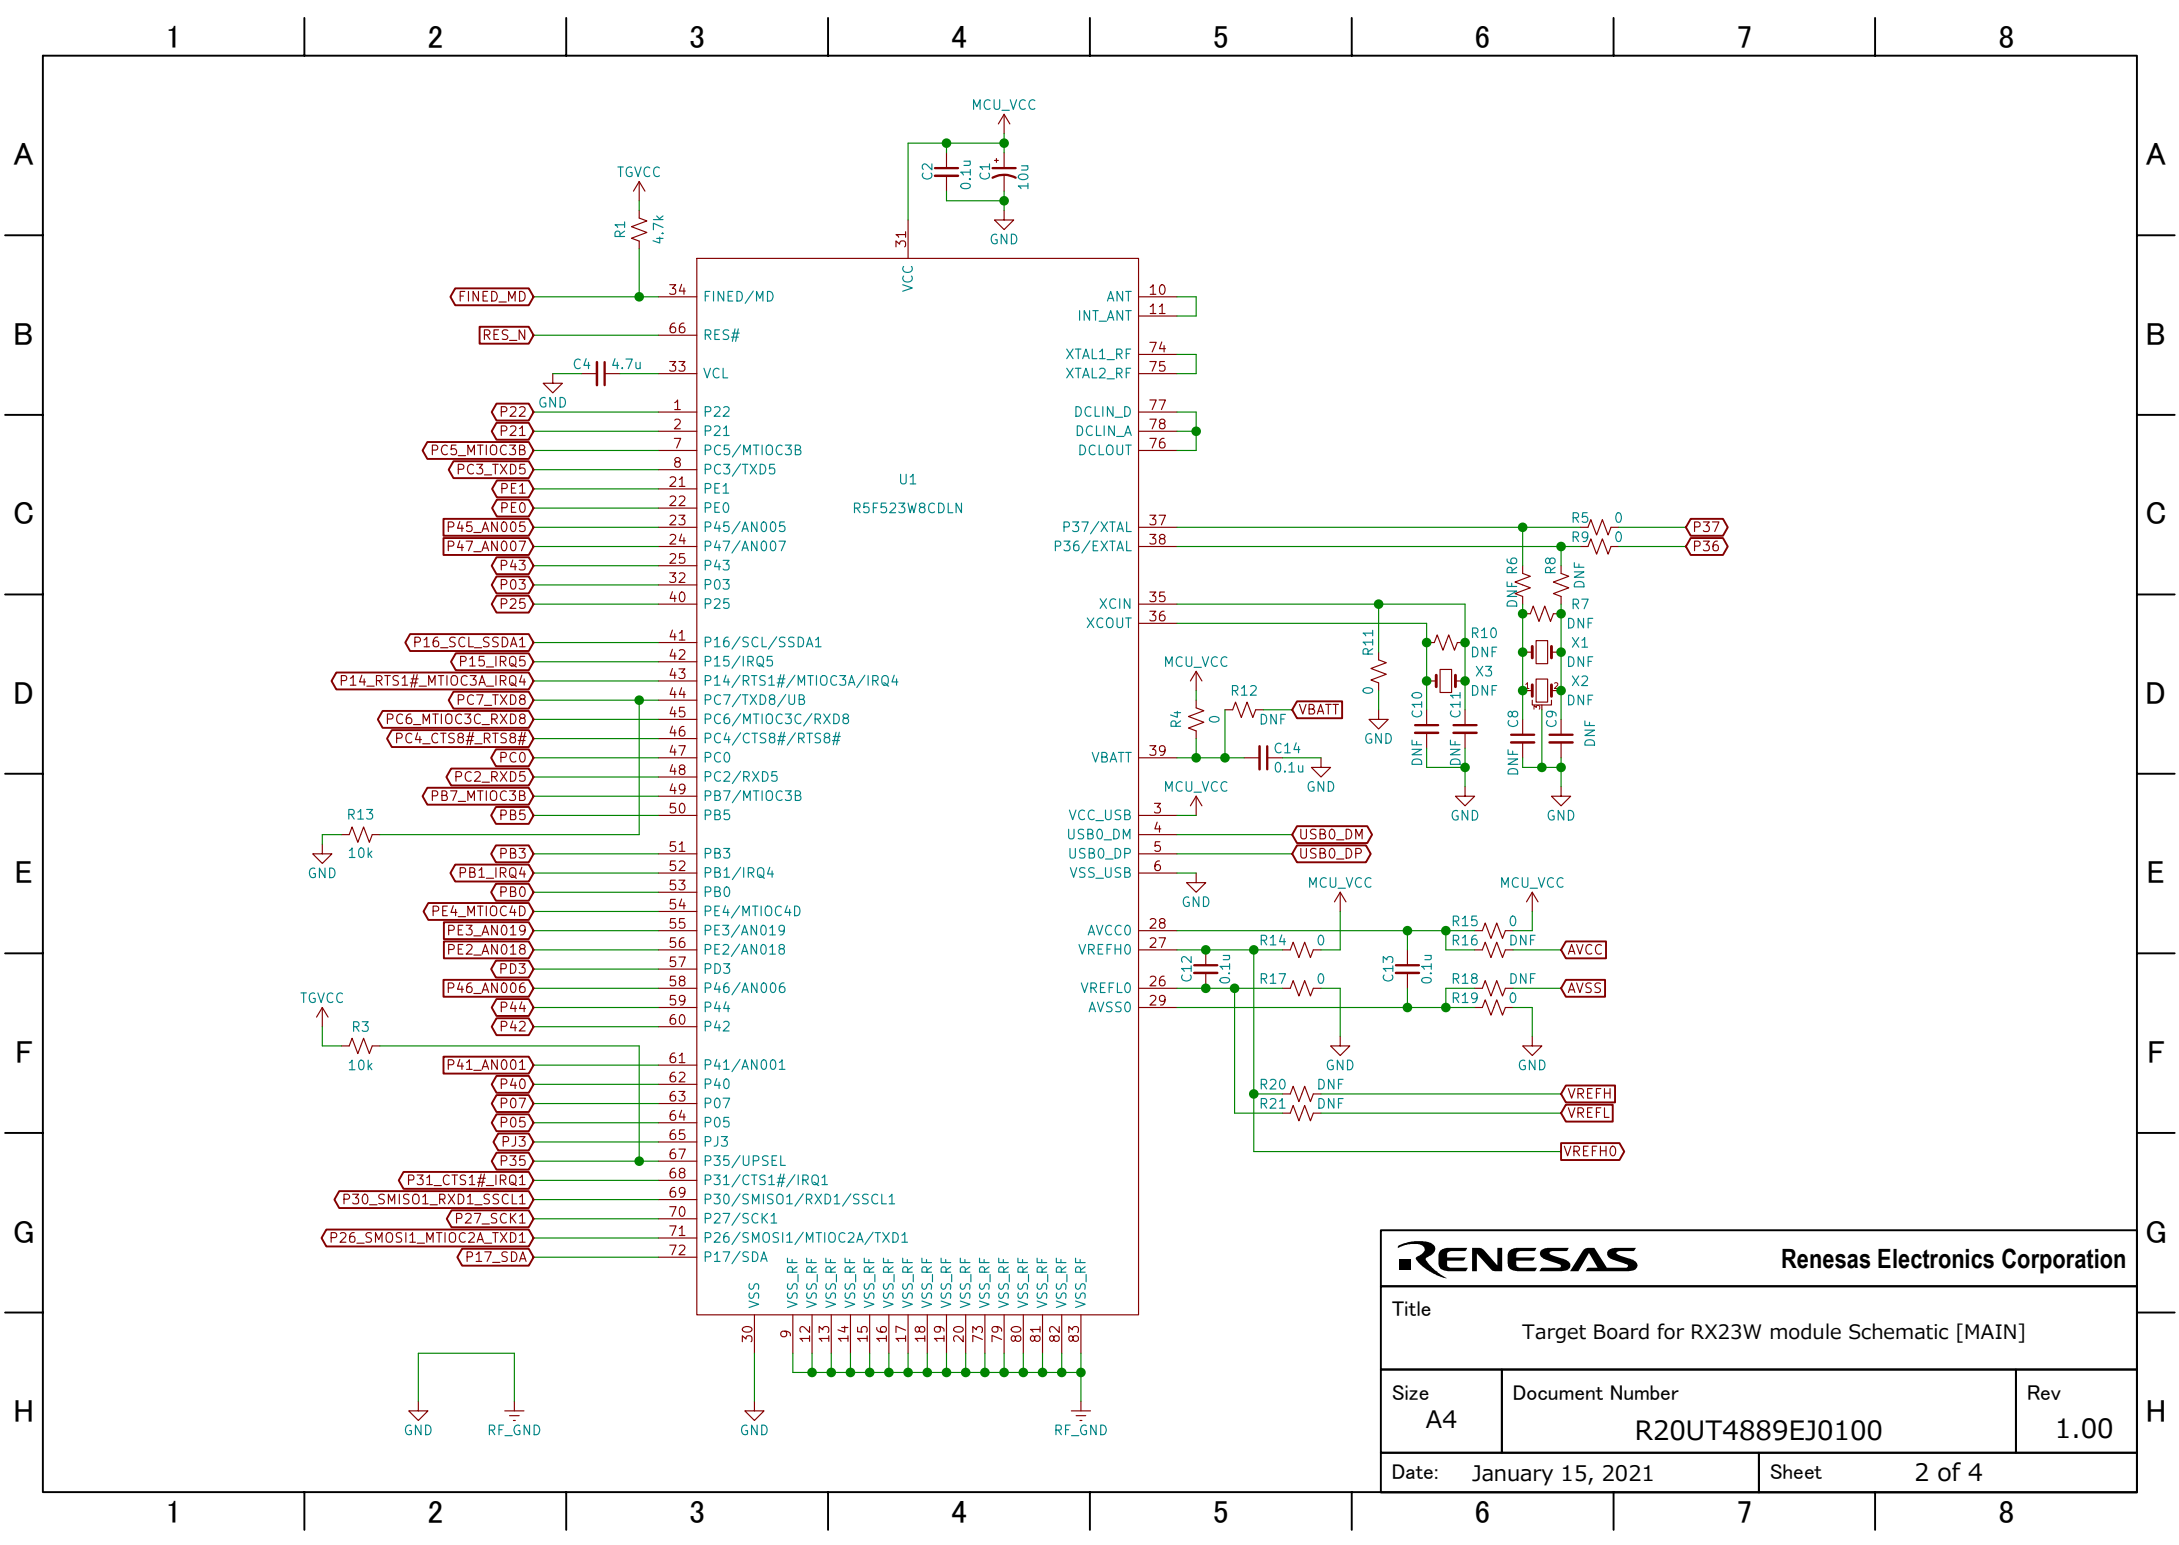 1 2 3 4 5 6 7 8
A A
B B
C C
D D
E E
F F
G G
H H
MCU_VCC
C2
0.1u
C1
+
10u
GND
TGVCC
R1
4.7k
31
VCC
FINED_MD 34 FINED/MD
RES_N 66 RES#
GND C4 4.7u 33 VCL
P22 1 P22
P21 2 P21
PC5_MTIOC3B 7 PC5/MTIOC3B
PC3_TXD5 8 PC3/TXD5
PE1 21 PE1
PE0 22 PE0
P45_AN005 23 P45/AN005
P47_AN007 24 P47/AN007
P43 25 P43
P03 32 P03
P25 40 P25
P16_SCL_SSDA1 41 P16/SCL/SSDA1
P15_IRQ5 42 P15/IRQ5
P14_RTS1#_MTIOC3A_IRQ4 43 P14/RTS1#/MTIOC3A/IRQ4
PC7_TXD8 44 PC7/TXD8/UB
PC6_MTIOC3C_RXD8 45 PC6/MTIOC3C/RXD8
PC4_CTS8#_RTS8# 46 PC4/CTS8#/RTS8#
PC0 47 PC0
PC2_RXD5 48 PC2/RXD5
PB7_MTIOC3B 49 PB7/MTIOC3B
PB5 50 PB5
R13
10k
GND
PB3 51 PB3
PB1_IRQ4 52 PB1/IRQ4
PB0 53 PB0
PE4_MTIOC4D 54 PE4/MTIOC4D
PE3_AN019 55 PE3/AN019
PE2_AN018 56 PE2/AN018
PD3 57 PD3
P46_AN006 58 P46/AN006
P44 59 P44
P42 60 P42
TGVCC
R3
10k
P41_AN001 61 P41/AN001
P40 62 P40
P07 63 P07
P05 64 P05
PJ3 65 PJ3
P35 67 P35/UPSEL
P31_CTS1#_IRQ1 68 P31/CTS1#/IRQ1
P30_SMISO1_RXD1_SSCL1 69 P30/SMISO1/RXD1/SSCL1
P27_SCK1 70 P27/SCK1
P26_SMOSI1_MTIOC2A_TXD1 71 P26/SMOSI1/MTIOC2A/TXD1
P17_SDA 72 P17/SDA
U1
R5F523W8CDLN
ANT 10
INT_ANT 11
XTAL1_RF 74
XTAL2_RF 75
DCLIN_D 77
DCLIN_A 78
DCLOUT 76
P37/XTAL 37 R5 0 P37
P36/EXTAL 38 R9 0 P36
R6 DNF
R8 DNF
R7 DNF
X1 DNF
X2 DNF
1 2 3
C8 DNF
C9 DNF
GND
XCIN 35
XCOUT 36
R11 0
GND
R10 DNF
X3 DNF
C10 DNF
C11 DNF
GND
MCU_VCC
R4 0
R12 DNF VBATT
VBATT 39
C14
0.1u
GND
MCU_VCC
VCC_USB 3
USB0_DM 4 USB0_DM
USB0_DP 5 USB0_DP
VSS_USB 6
GND
MCU_VCC
MCU_VCC
AVCC0 28 R15 0
R16 DNF AVCC
VREFH0 27 R14 0
C12 0.1u
C13 0.1u
VREFL0 26 R17 0
R18 DNF AVSS
AVSS0 29 R19 0
GND
GND
R20 DNF VREFH
R21 DNF VREFL
VREFH0
VSS VSS_RF VSS_RF VSS_RF VSS_RF VSS_RF VSS_RF VSS_RF VSS_RF VSS_RF VSS_RF VSS_RF VSS_RF VSS_RF VSS_RF VSS_RF VSS_RF
30 9 12 13 14 15 16 17 18 19 20 73 79 80 81 82 83
GND
RF_GND
GND
RF_GND
RENESAS Renesas Electronics Corporation
Title
Target Board for RX23W module Schematic [MAIN]
Size Document Number Rev
A4 R20UT4889EJ0100 1.00
Date: January 15, 2021 Sheet 2 of 4
1 2 3 4 5 6 7 8